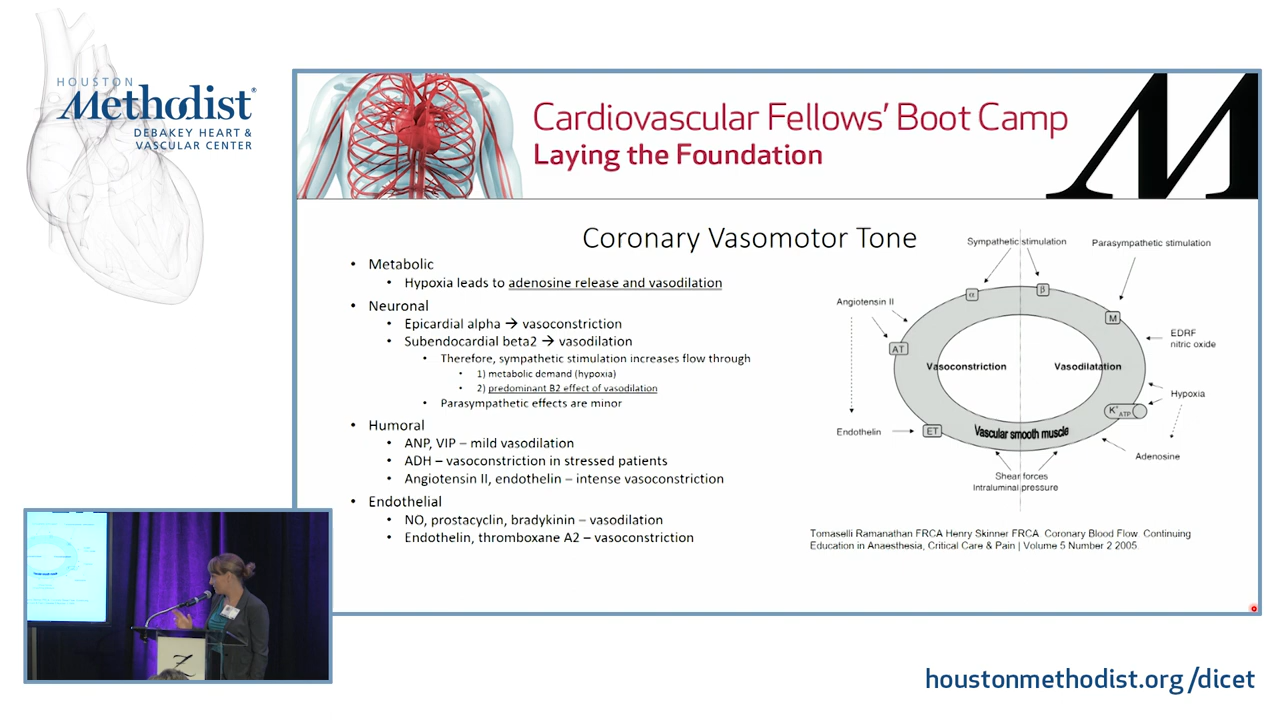 HOUSTON
Methodist®
DEBAKEY HEART &
VASCULAR CENTER
Cardiovascular Fellows' Boot Camp
Laying the Foundation
M
Coronary Vasomotor Tone
• Metabolic
• Hypoxia leads to adenosine release and vasodilation
• Neuronal
• Epicardial alpha → vasoconstriction
• Subendocardial beta2 → vasodilation
• Therefore, sympathetic stimulation increases flow through
• 1) metabolic demand (hypoxia)
• 2) predominant B2 effect of vasodilation
• Parasympathetic effects are minor
• Humoral
• ANP, VIP – mild vasodilation
• ADH – vasoconstriction in stressed patients
• Angiotensin II, endothelin – intense vasoconstriction
• Endothelial
• NO, prostacyclin, bradykinin – vasodilation
• Endothelin, thromboxane A2 – vasoconstriction
Sympathetic stimulation
Parasympathetic stimulation
α
β
Angiotensin II
M
EDRF
nitric oxide
AT
Vasoconstriction
Vasodilatation
Hypoxia
K⁺ATP
Endothelin
ET
Vascular smooth muscle
Adenosine
Shear forces
Intraluminal pressure
Tomaselli Ramanathan FRCA Henry Skinner FRCA Coronary Blood Flow Continuing
Education in Anaesthesia, Critical Care & Pain | Volume 5 Number 2 2005.
houstonmethodist.org/dicet